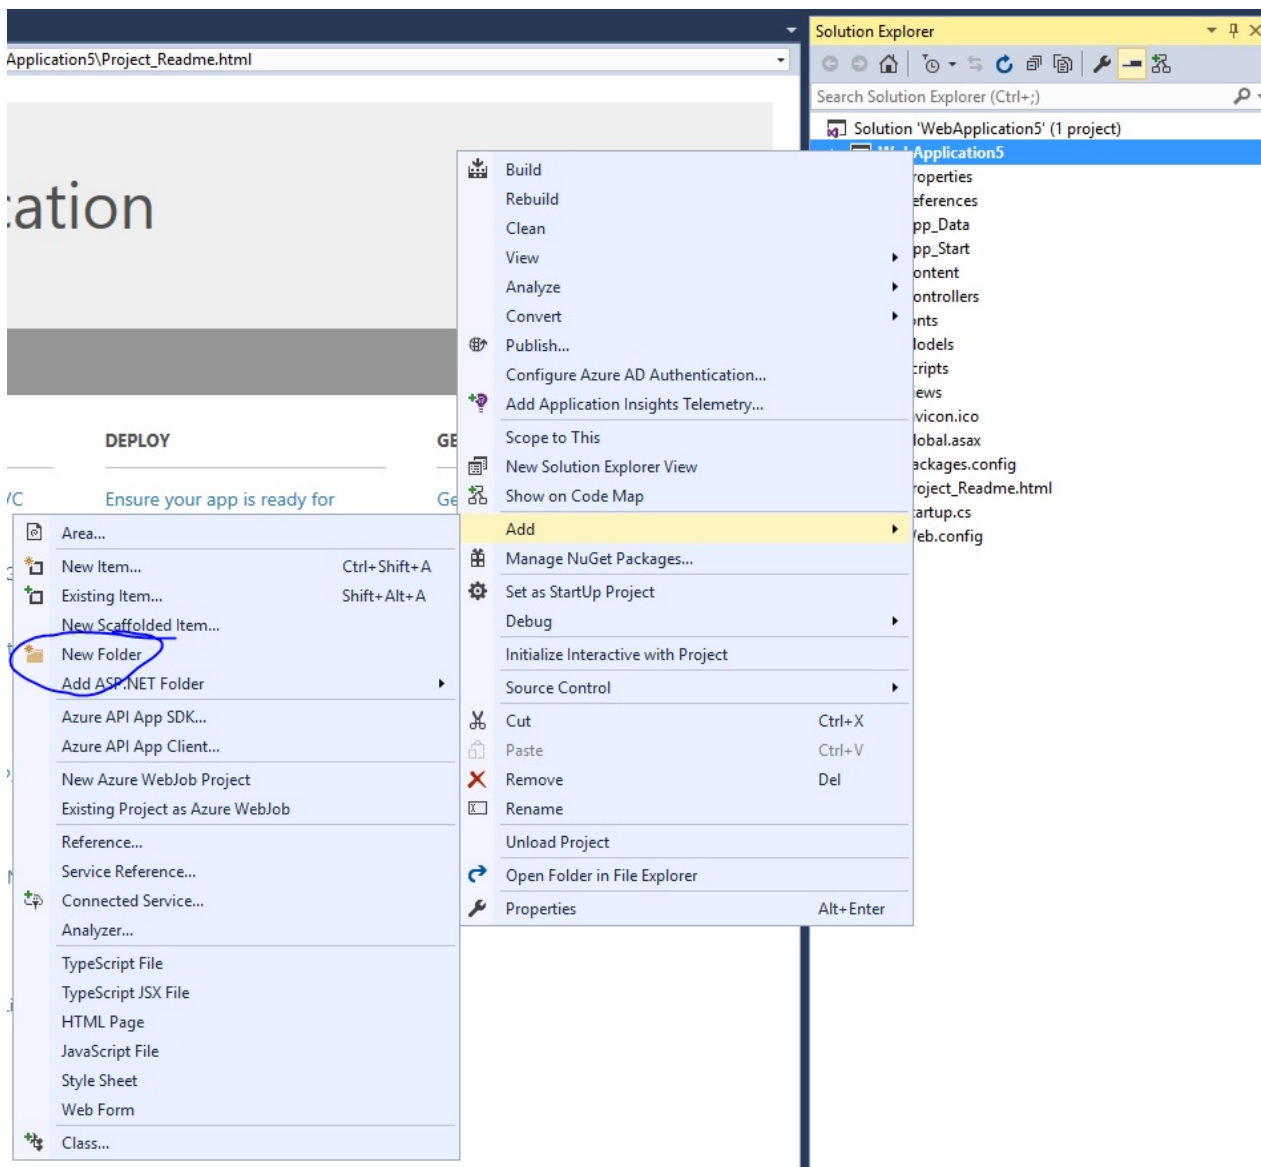 Solution Explorer
Application5\Project_Readme.html
Search Solution Explorer (Ctrl+;)
Solution 'WebApplication5' (1 project)
Application5
Build
Rebuild
Clean
View
Analyze
Convert
Publish...
Configure Azure AD Authentication...
Add Application Insights Telemetry...
Scope to This
New Solution Explorer View
Show on Code Map
Add
Manage NuGet Packages...
Set as StartUp Project
Debug
Initialize Interactive with Project
Source Control
Cut Ctrl+X
Paste Ctrl+V
Remove Del
Rename
Unload Project
Open Folder in File Explorer
Properties Alt+Enter
roperties
eferences
pp_Data
pp_Start
ontent
ontrollers
onts
lodels
cripts
iews
vicon.ico
lobal.asax
ackages.config
roject_Readme.html
tartup.cs
eb.config
cation
DEPLOY
GE
VC
Ensure your app is ready for
Ge
Area...
New Item... Ctrl+Shift+A
Existing Item... Shift+Alt+A
New Scaffolded Item...
New Folder
Add ASP.NET Folder
Azure API App SDK...
Azure API App Client...
New Azure WebJob Project
Existing Project as Azure WebJob
Reference...
Service Reference...
Connected Service...
Analyzer...
TypeScript File
TypeScript JSX File
HTML Page
JavaScript File
Style Sheet
Web Form
Class...